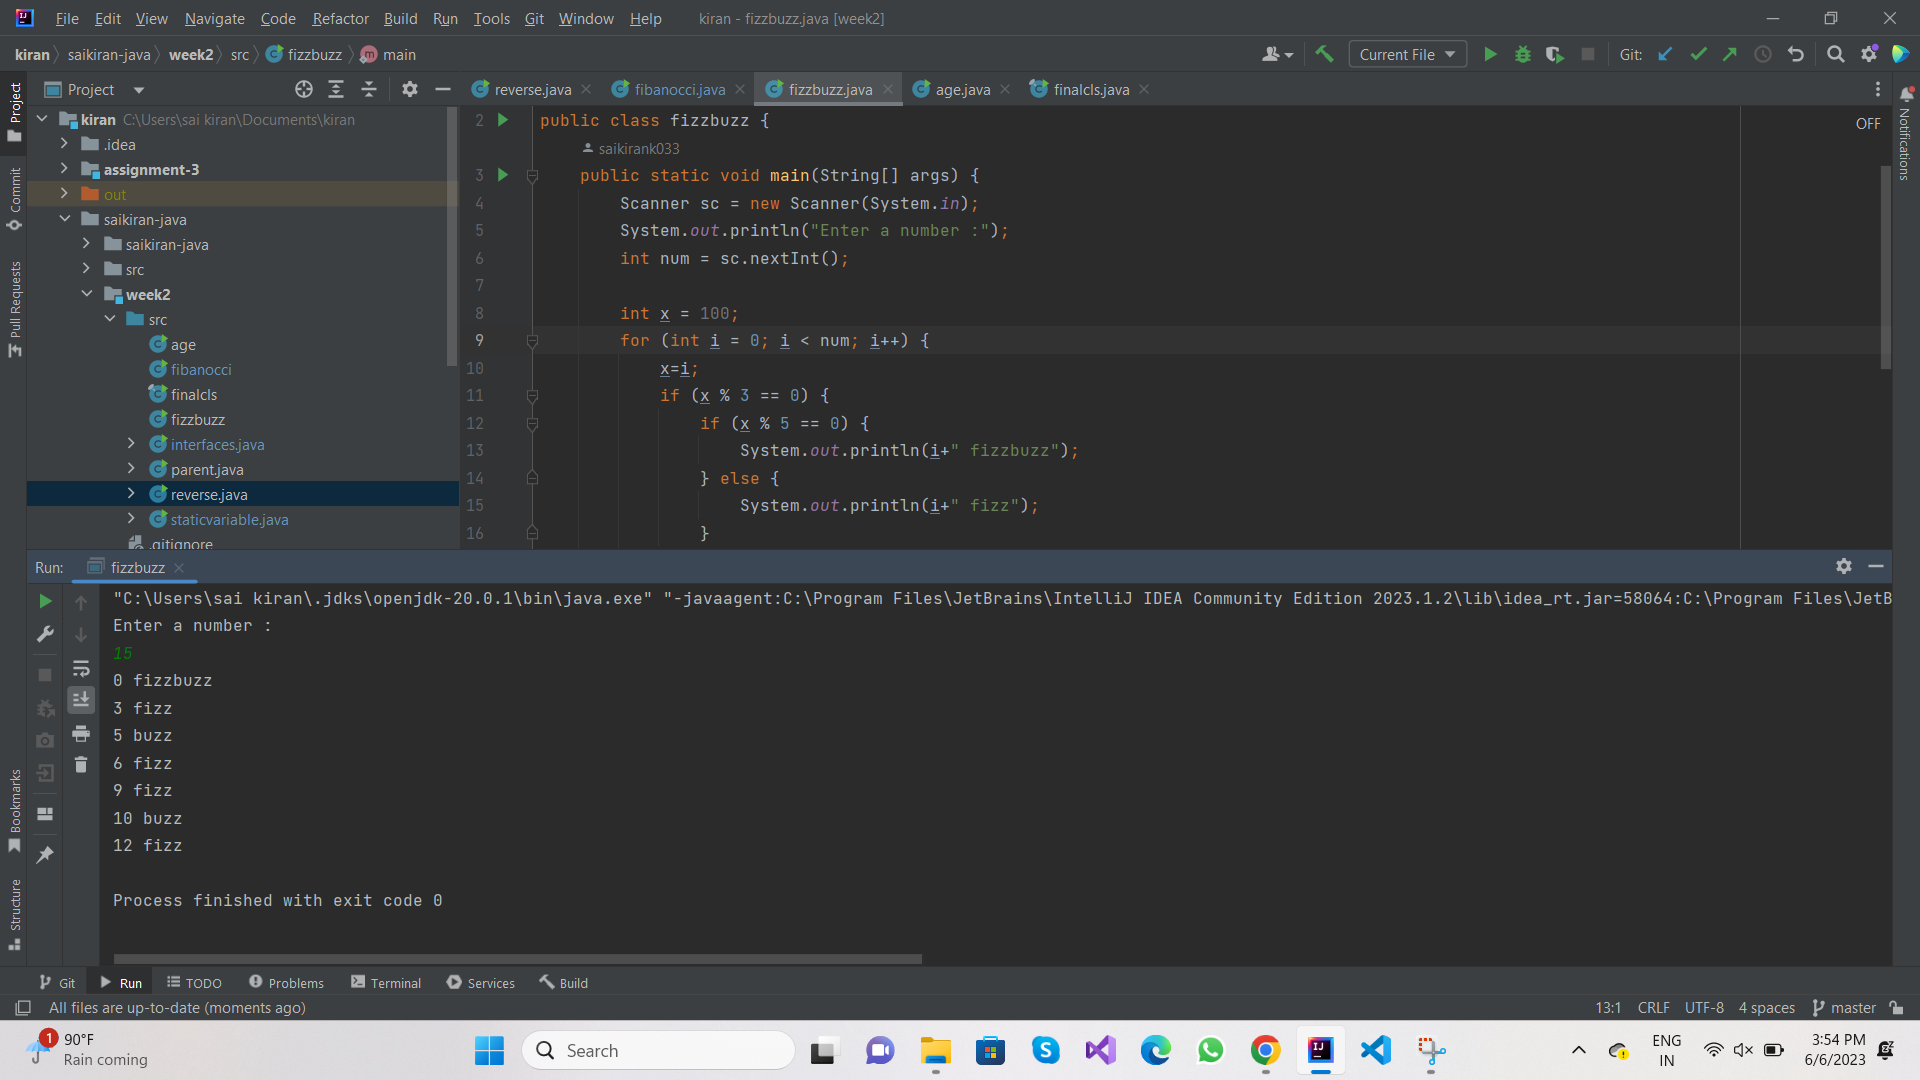 File Edit View Navigate Code Refactor Build Run Tools Git Window Help kiran - fizzbuzz.java [week2]
kiran saikiran-java week2 src fizzbuzz main Current File Git:
Project
reverse.java fibanocci.java fizzbuzz.java age.java finalcls.java
Project
Commit
Pull Requests
Bookmarks
Structure
Notifications
kiran C:\Users\sai kiran\Documents\kiran
.idea
assignment-3
out
saikiran-java
saikiran-java
src
week2
src
age
fibanocci
finalcls
fizzbuzz
interfaces.java
parent.java
reverse.java
staticvariable.java
.gitignore
OFF
2 public class fizzbuzz {
saikirank033
3 public static void main(String[] args) {
4 Scanner sc = new Scanner(System.in);
5 System.out.println("Enter a number :");
6 int num = sc.nextInt();
7
8 int x = 100;
9 for (int i = 0; i < num; i++) {
10 x=i;
11 if (x % 3 == 0) {
12 if (x % 5 == 0) {
13 System.out.println(i+" fizzbuzz");
14 } else {
15 System.out.println(i+" fizz");
16 }
Run: fizzbuzz
"C:\Users\sai kiran\.jdks\openjdk-20.0.1\bin\java.exe" "-javaagent:C:\Program Files\JetBrains\IntelliJ IDEA Community Edition 2023.1.2\lib\idea_rt.jar=58064:C:\Program Files\JetB
Enter a number :
15
0 fizzbuzz
3 fizz
5 buzz
6 fizz
9 fizz
10 buzz
12 fizz
Process finished with exit code 0
Git Run TODO Problems Terminal Services Build
All files are up-to-date (moments ago) 13:1 CRLF UTF-8 4 spaces master
1 90°F
Rain coming
Search
ENG
IN
3:54 PM
6/6/2023